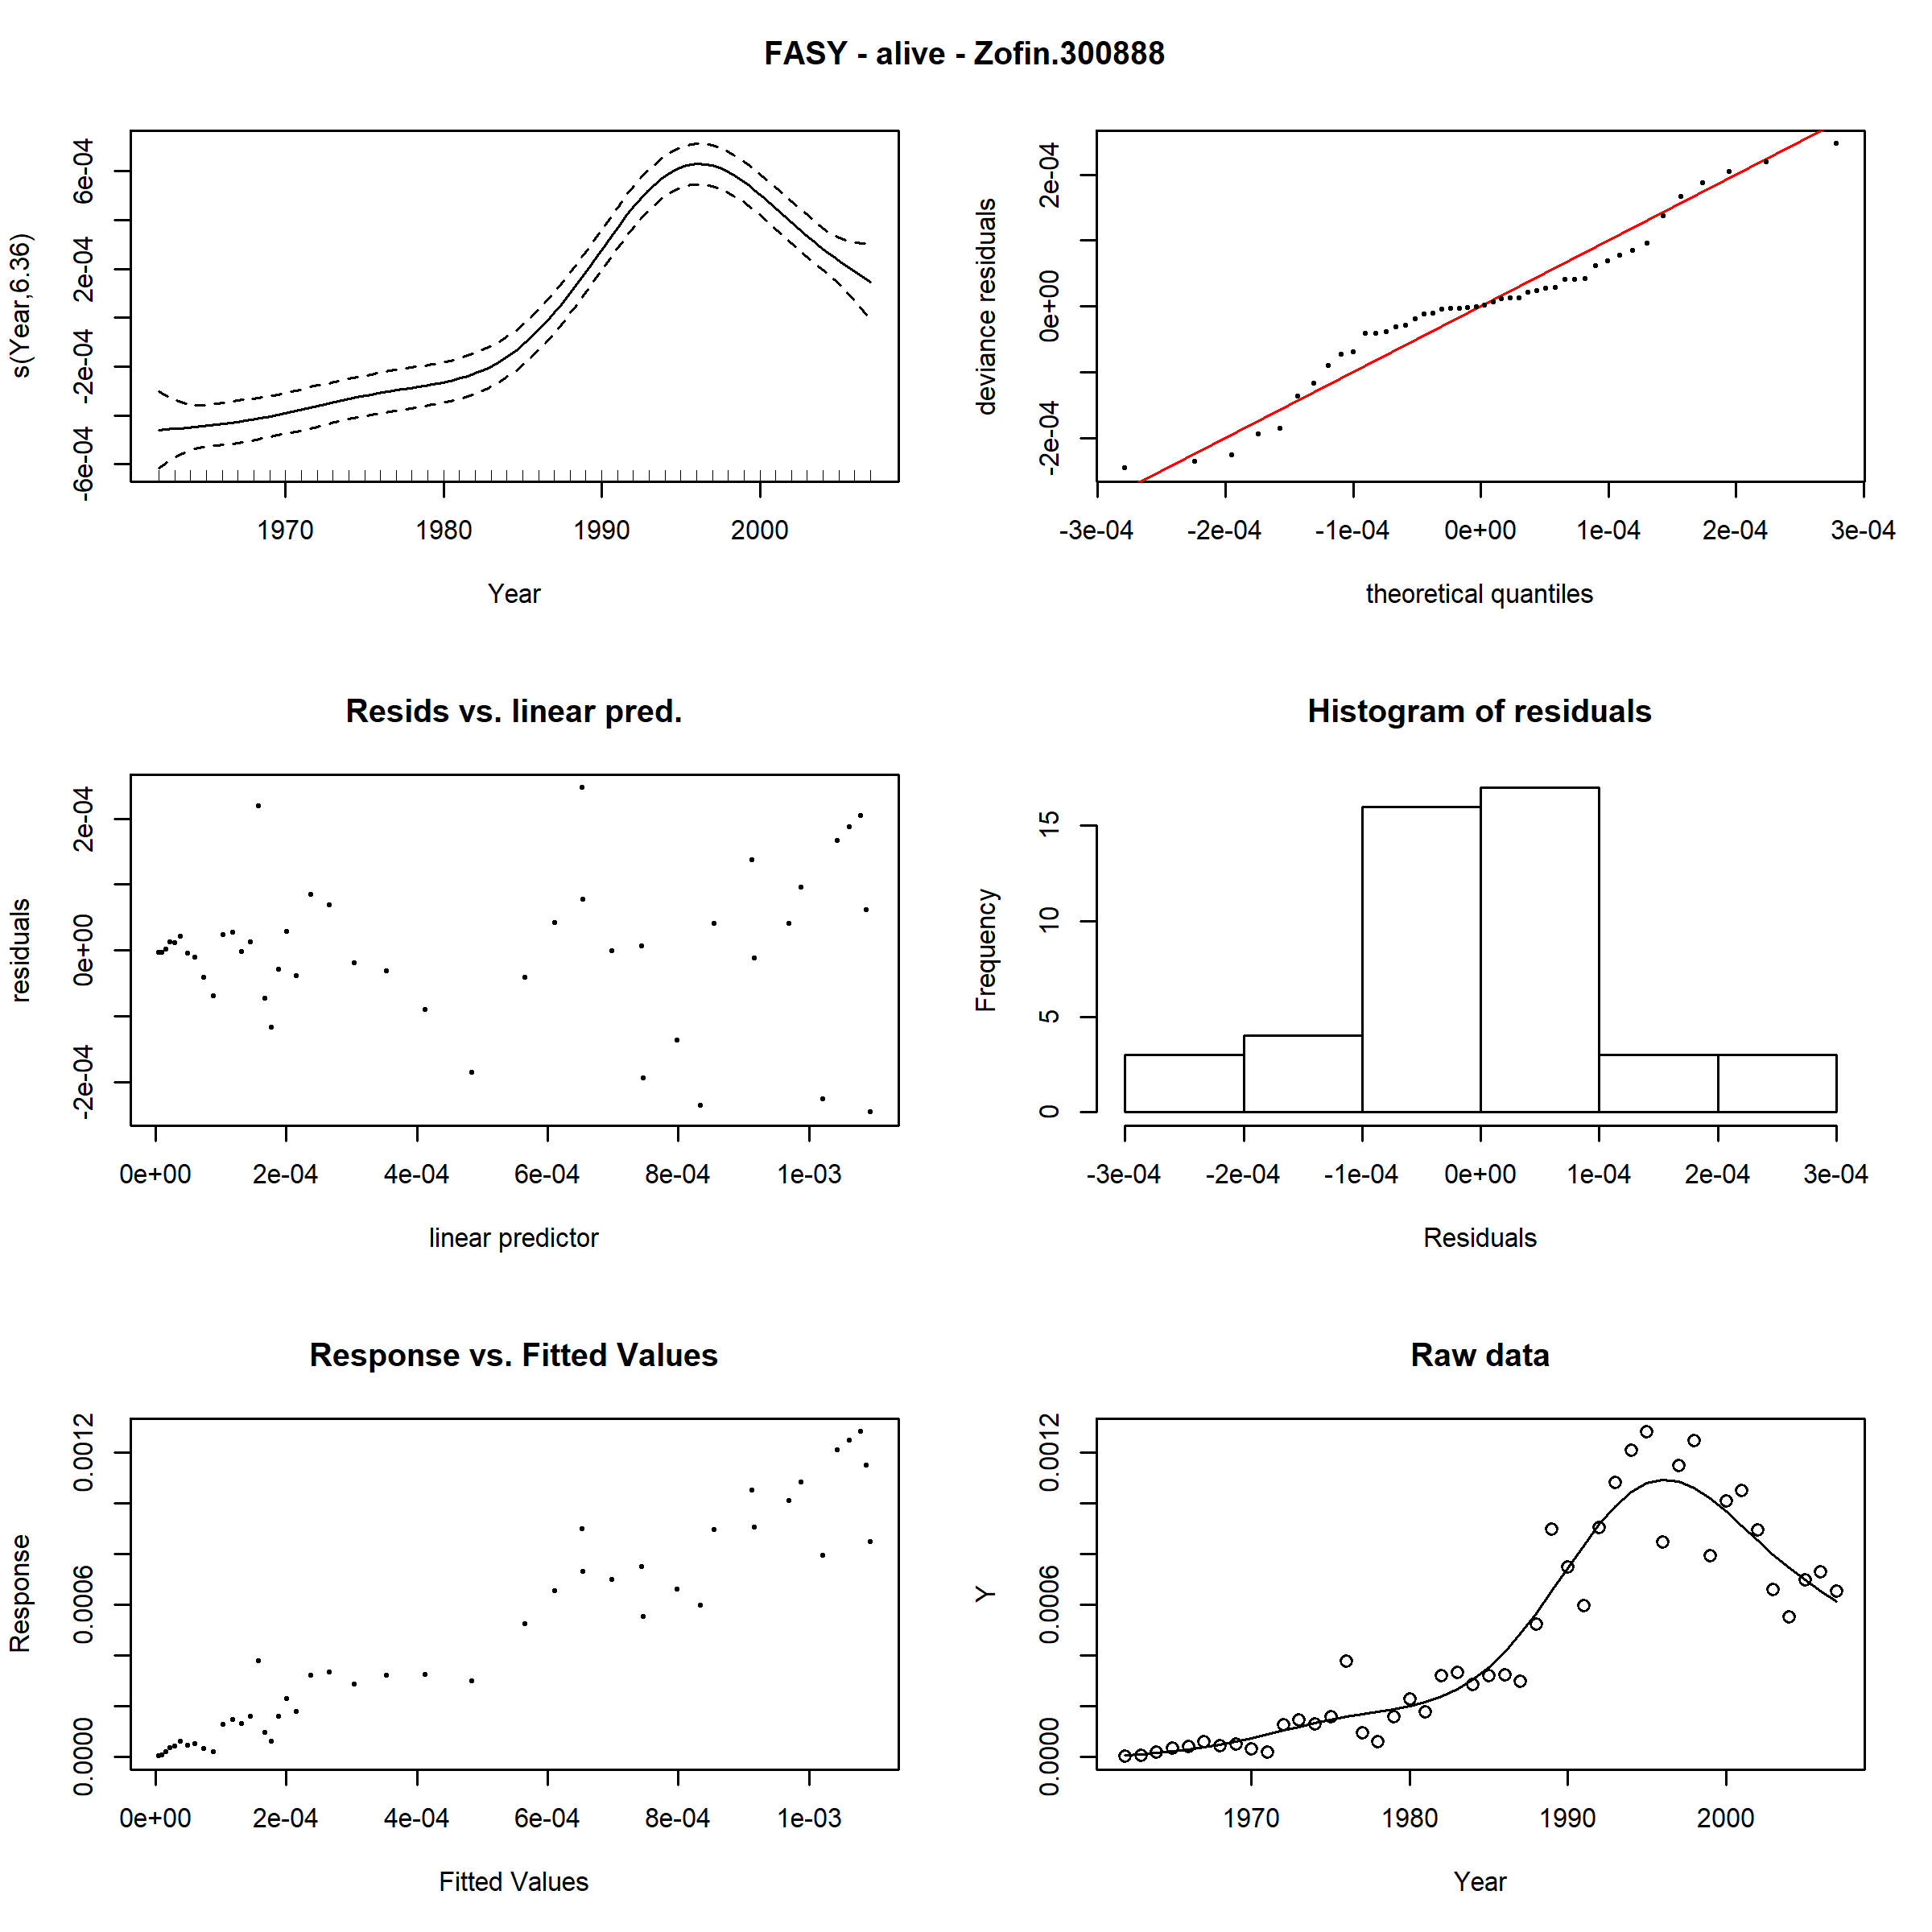 FASY - alive - Zofin.300888
s(Year,6.36)
-6e-04 -2e-04 2e-04 6e-04
1970 1980 1990 2000
Year
deviance residuals
-2e-04 0e+00 2e-04
-3e-04 -2e-04 -1e-04 0e+00 1e-04 2e-04 3e-04
theoretical quantiles
Resids vs. linear pred.
residuals
-2e-04 0e+00 2e-04
0e+00 2e-04 4e-04 6e-04 8e-04 1e-03
linear predictor
Histogram of residuals
Frequency
0 5 10 15
-3e-04 -2e-04 -1e-04 0e+00 1e-04 2e-04 3e-04
Residuals
Response vs. Fitted Values
Response
0.0000 0.0006 0.0012
0e+00 2e-04 4e-04 6e-04 8e-04 1e-03
Fitted Values
Raw data
Y
0.0000 0.0006 0.0012
1970 1980 1990 2000
Year